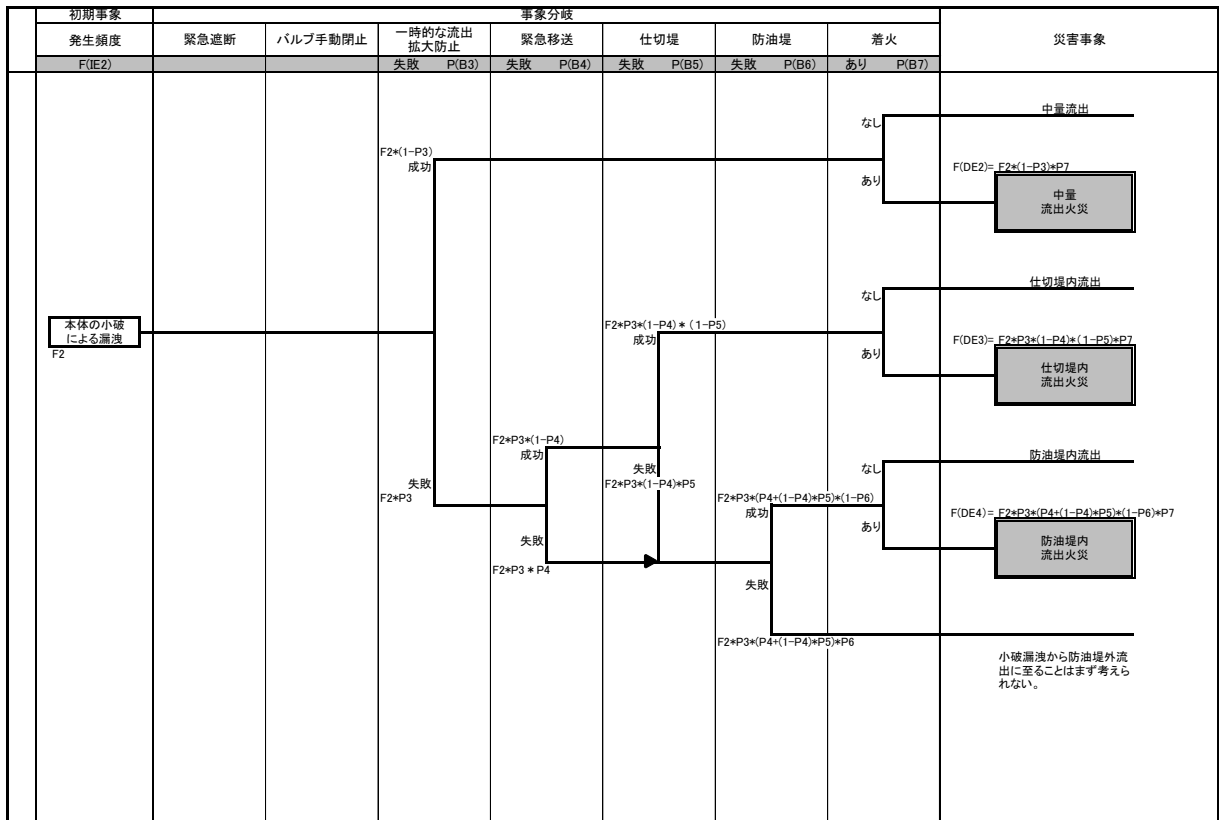 初期事象
事象分岐
発生頻度
緊急遮断
バルブ手動閉止
一時的な流出
拡大防止
緊急移送
仕切堤
防油堤
着火
災害事象
F(IE2)
失敗 P(B3)
失敗 P(B4)
失敗 P(B5)
失敗 P(B6)
あり P(B7)
中量流出
なし
F2*(1-P3)
成功
F(DE2)= F2*(1-P3)*P7
あり
中量
流出火災
仕切堤内流出
なし
本体の小破
による漏洩
F2
F2*P3*(1-P4)*(1-P5)
成功
F(DE3)= F2*P3*(1-P4)*(1-P5)*P7
あり
仕切堤内
流出火災
F2*P3*(1-P4)
成功
防油堤内流出
失敗
F2*P3*(1-P4)*P5
なし
失敗
F2*P3
F2*P3*(P4+(1-P4)*P5)*(1-P6)
成功
F(DE4)= F2*P3*(P4+(1-P4)*P5)*(1-P6)*P7
あり
失敗
防油堤内
流出火災
F2*P3*P4
失敗
F2*P3*(P4+(1-P4)*P5)*P6
小破漏洩から防油堤外流
出に至ることはまず考えら
れない。